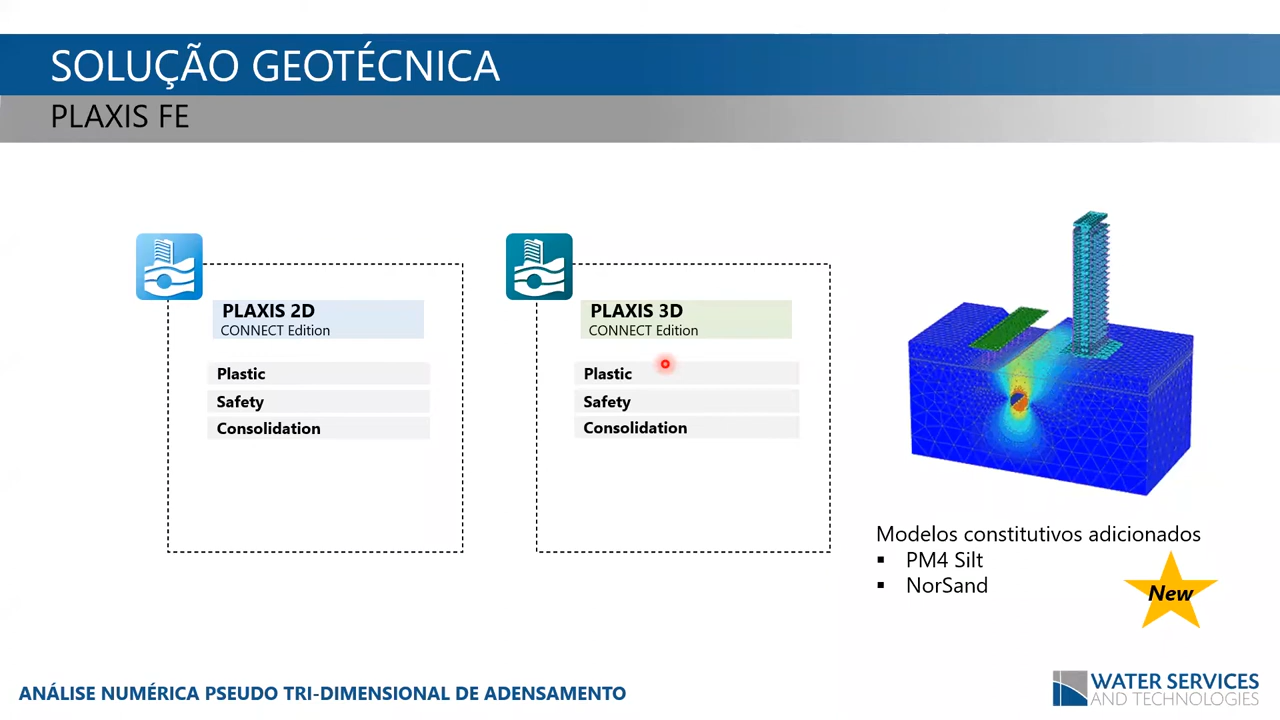 SOLUÇÃO GEOTÉCNICA
PLAXIS FE
PLAXIS 2D
CONNECT Edition
Plastic
Safety
Consolidation
PLAXIS 3D
CONNECT Edition
Plastic
Safety
Consolidation
Modelos constitutivos adicionados
▪ PM4 Silt
▪ NorSand
New
ANÁLISE NUMÉRICA PSEUDO TRI-DIMENSIONAL DE ADENSAMENTO
WATER SERVICES
AND TECHNOLOGIES